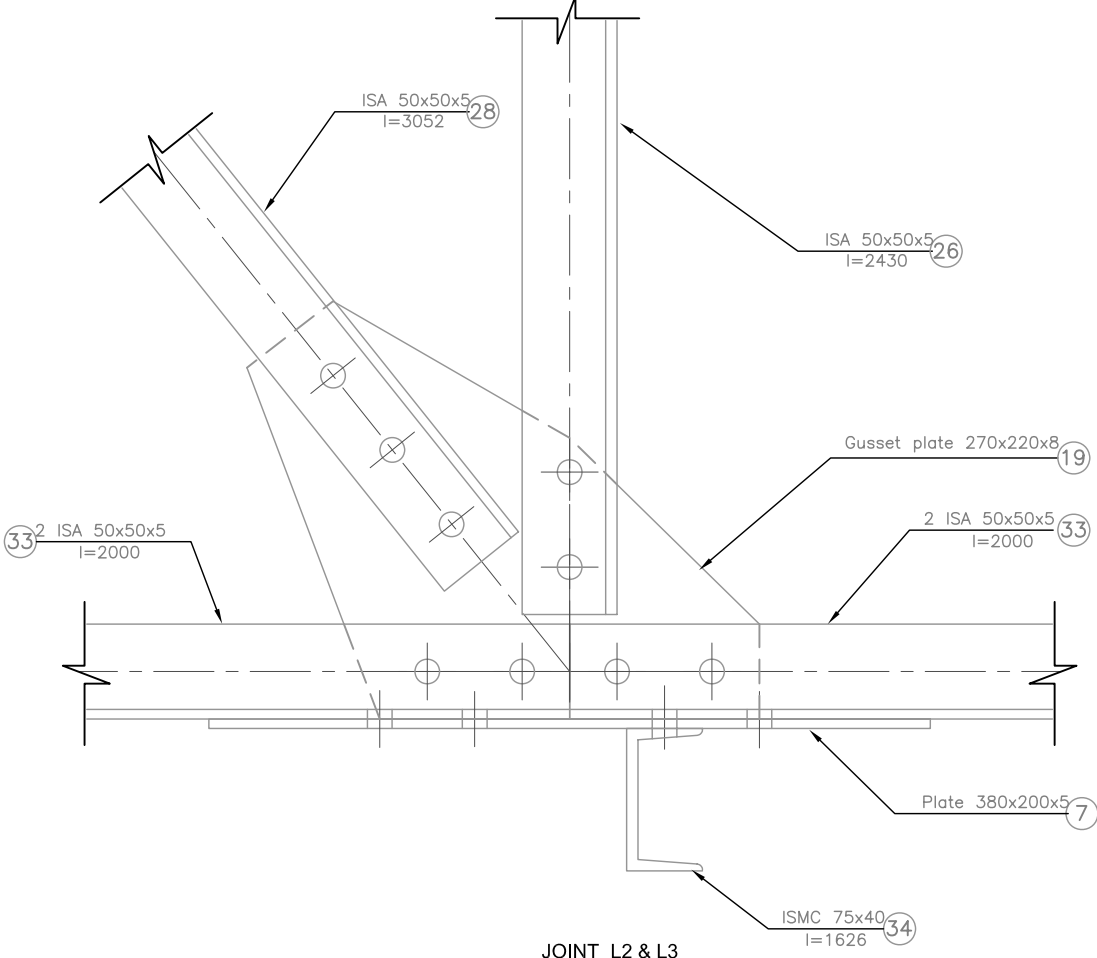 ISA 50x50x5 28
l=3052
ISA 50x50x5 26
l=2430
Gusset plate 270x220x8 19
33 2 ISA 50x50x5
l=2000
2 ISA 50x50x5 33
l=2000
Plate 380x200x5 7
ISMC 75x40 34
l=1626
JOINT L2 & L3